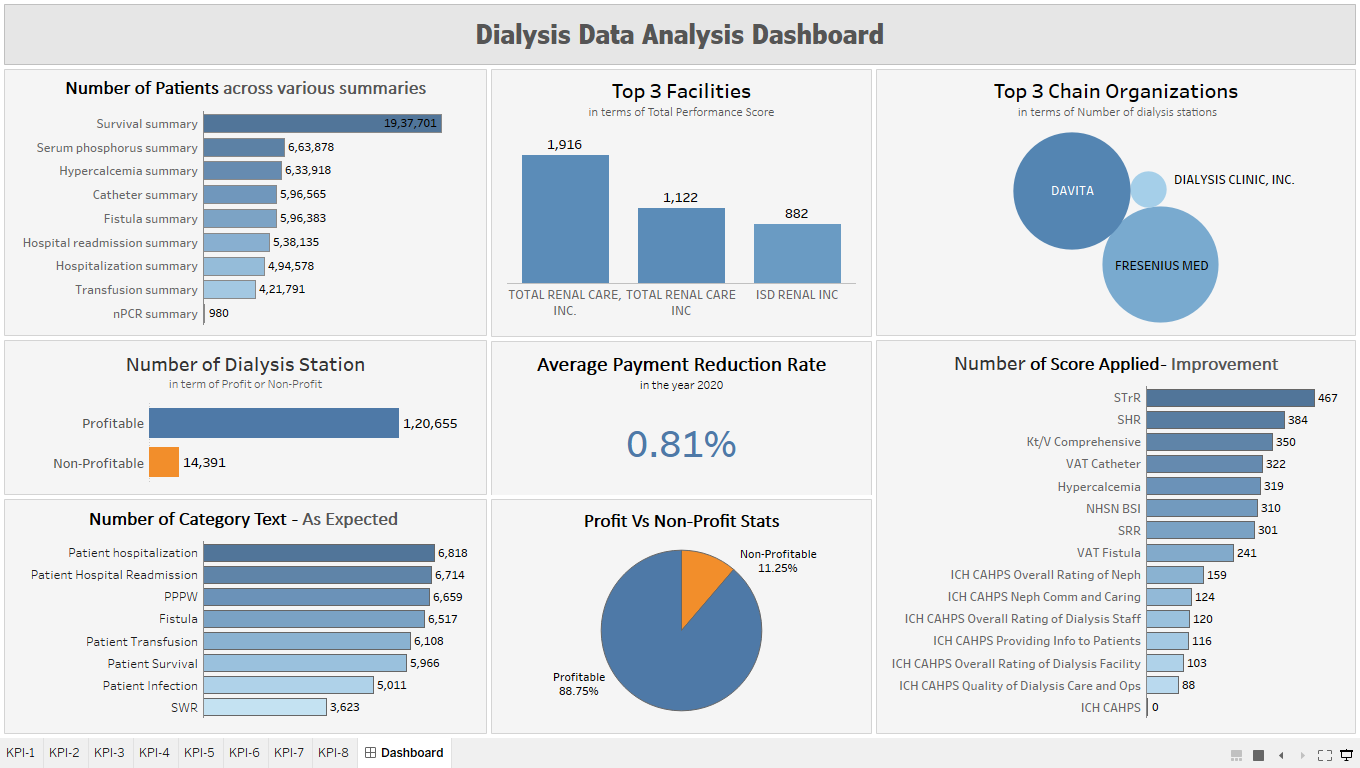 Dialysis Data Analysis Dashboard
Number of Patients across various summaries
Survival summary 19,37,701
Serum phosphorus summary 6,63,878
Hypercalcemia summary 6,33,918
Catheter summary 5,96,565
Fistula summary 5,96,383
Hospital readmission summary 5,38,135
Hospitalization summary 4,94,578
Transfusion summary 4,21,791
nPCR summary 980
Top 3 Facilities
in terms of Total Performance Score
1,916
1,122
882
TOTAL RENAL CARE, INC.
TOTAL RENAL CARE INC
ISD RENAL INC
Top 3 Chain Organizations
in terms of Number of dialysis stations
DAVITA
DIALYSIS CLINIC, INC.
FRESENIUS MED
Number of Dialysis Station
in term of Profit or Non-Profit
Profitable 1,20,655
Non-Profitable 14,391
Average Payment Reduction Rate
in the year 2020
0.81%
Number of Score Applied- Improvement
STrR 467
SHR 384
Kt/V Comprehensive 350
VAT Catheter 322
Hypercalcemia 319
NHSN BSI 310
SRR 301
VAT Fistula 241
ICH CAHPS Overall Rating of Neph 159
ICH CAHPS Neph Comm and Caring 124
ICH CAHPS Overall Rating of Dialysis Staff 120
ICH CAHPS Providing Info to Patients 116
ICH CAHPS Overall Rating of Dialysis Facility 103
ICH CAHPS Quality of Dialysis Care and Ops 88
ICH CAHPS 0
Number of Category Text - As Expected
Patient hospitalization 6,818
Patient Hospital Readmission 6,714
PPPW 6,659
Fistula 6,517
Patient Transfusion 6,108
Patient Survival 5,966
Patient Infection 5,011
SWR 3,623
Profit Vs Non-Profit Stats
Non-Profitable
11.25%
Profitable
88.75%
KPI-1 KPI-2 KPI-3 KPI-4 KPI-5 KPI-6 KPI-7 KPI-8 Dashboard